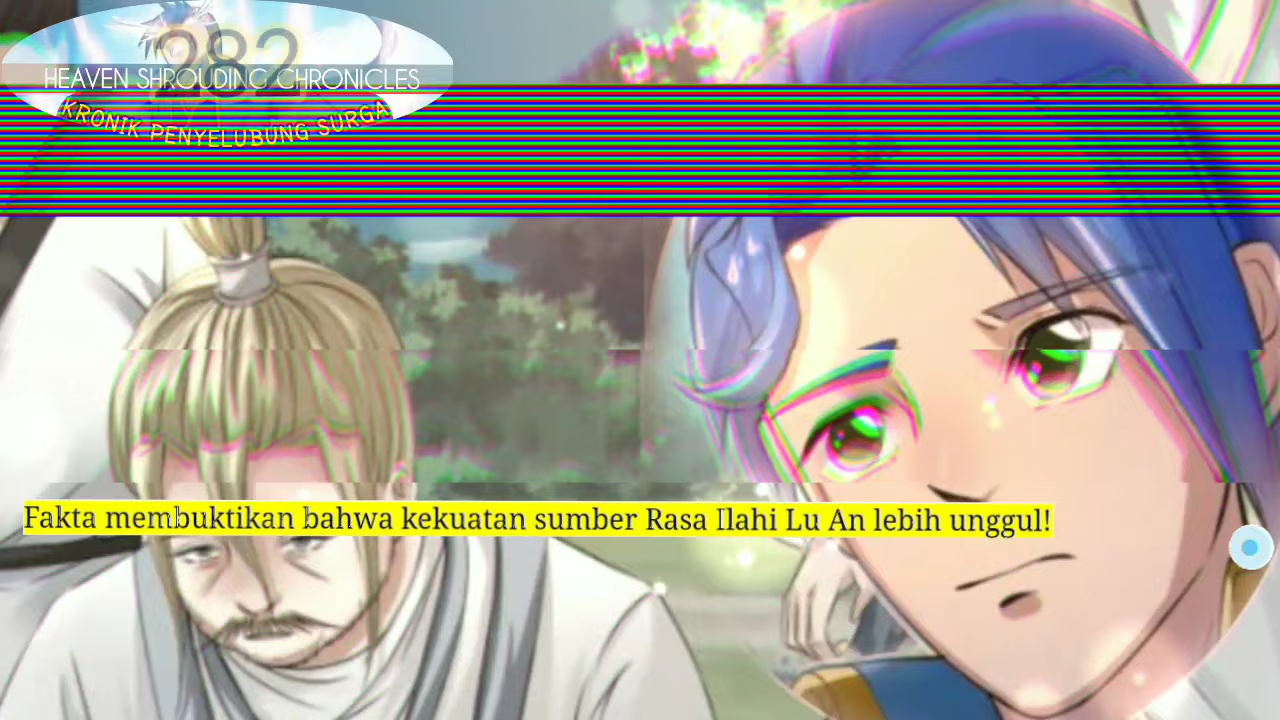 282
HEAVEN SHROUDING CHRONICLES
KRONIK PENYELUBUNG SURGA
Fakta membuktikan bahwa kekuatan sumber Rasa Ilahi Lu An lebih unggul!